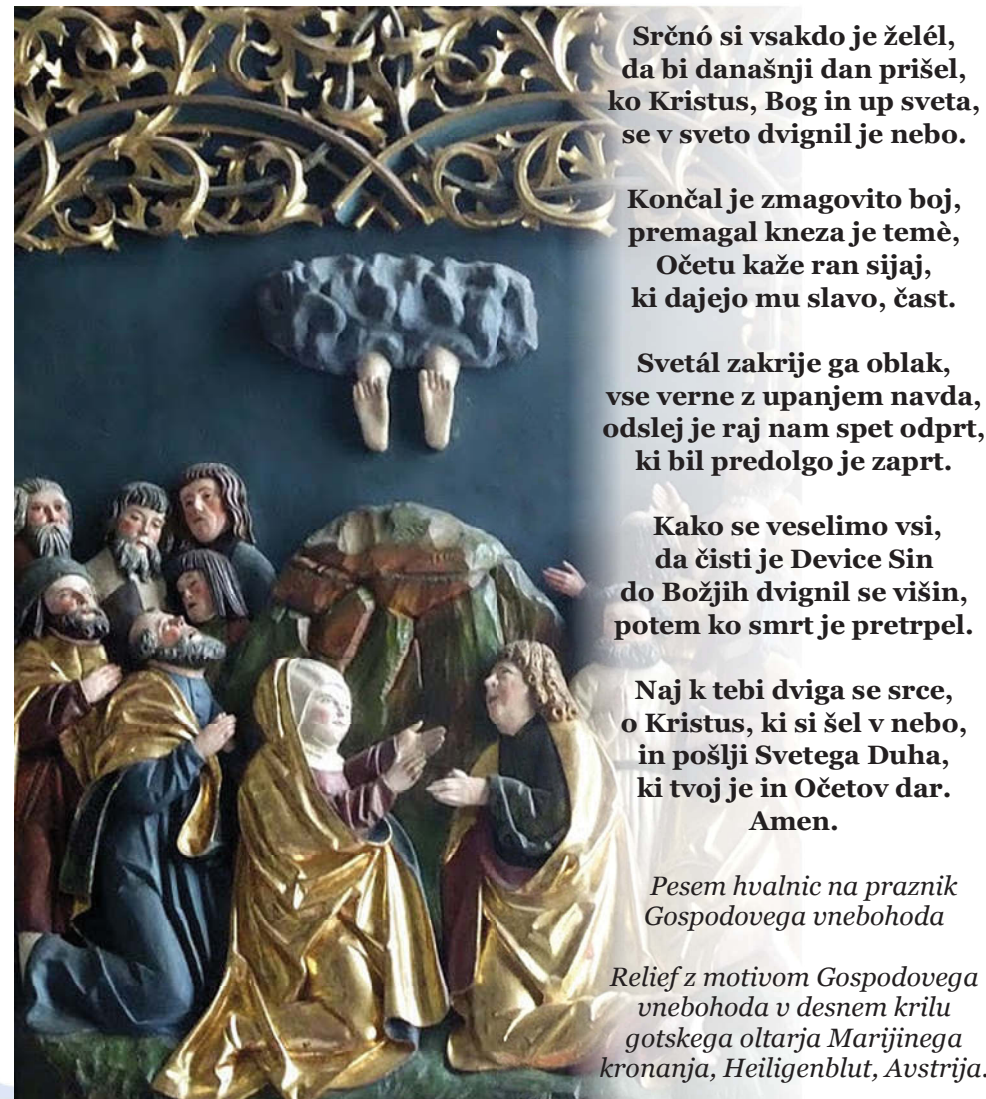 Srčnó si vsakdo je želél,
da bi današnji dan prišel,
ko Kristus, Bog in up sveta,
se v sveto dvignil je nebo.
Končal je zmagovito boj,
premagal kneza je temè,
Očetu kaže ran sijaj,
ki dajejo mu slavo, čast.
Svetál zakrije ga oblak,
vse verne z upanjem navda,
odslej je raj nam spet odprt,
ki bil predolgo je zaprt.
Kako se veselimo vsi,
da čisti je Device Sin
do Božjih dvignil se višin,
potem ko smrt je pretrpel.
Naj k tebi dviga se srce,
o Kristus, ki si šel v nebo,
in pošlji Svetega Duha,
ki tvoj je in Očetov dar.
Amen.
Pesem hvalnic na praznik
Gospodovega vnebohoda
Relief z motivom Gospodovega
vnebohoda v desnem krilu
gotskega oltarja Marijinega
kronanja, Heiligenblut, Avstrija.